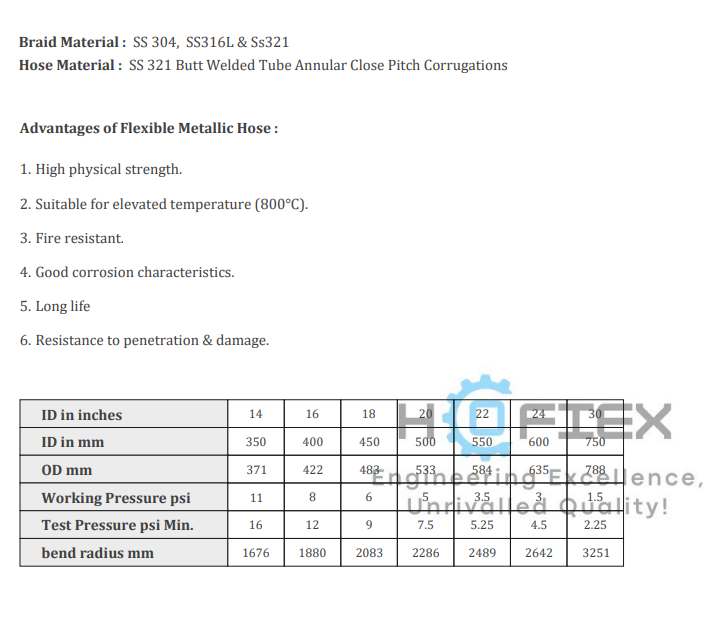 Braid Material : SS 304, SS316L & Ss321
Hose Material : SS 321 Butt Welded Tube Annular Close Pitch Corrugations
Advantages of Flexible Metallic Hose :
1. High physical strength.
2. Suitable for elevated temperature (800°C).
3. Fire resistant.
4. Good corrosion characteristics.
5. Long life
6. Resistance to penetration & damage.
HOFTEX
Engineering Excellence,
Unrivalled Quality!
ID in inches 14 16 18 20 22 24 30
ID in mm 350 400 450 500 550 600 750
OD mm 371 422 483 533 584 635 788
Working Pressure psi 11 8 6 5 3.5 3 1.5
Test Pressure psi Min. 16 12 9 7.5 5.25 4.5 2.25
bend radius mm 1676 1880 2083 2286 2489 2642 3251